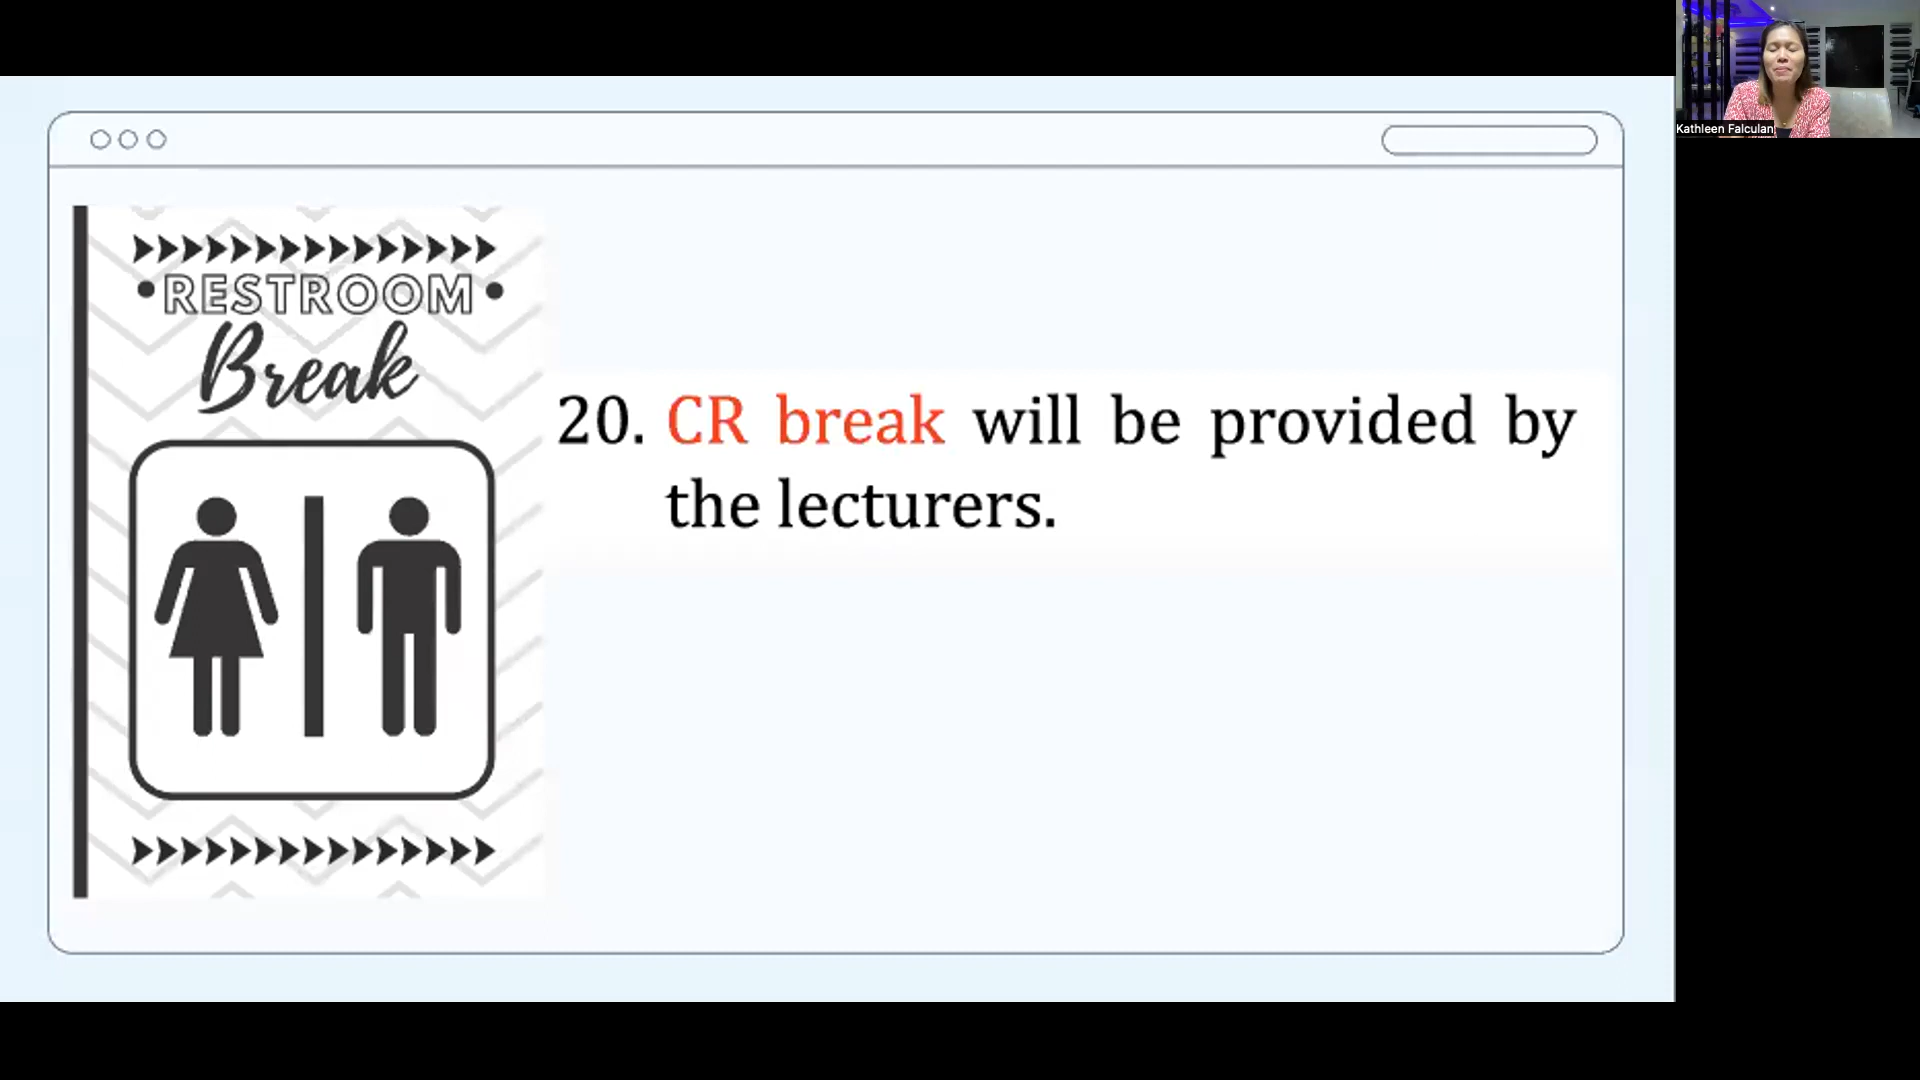 RESTROOM
Break
20. CR break will be provided by
the lecturers.
Kathleen Falculan